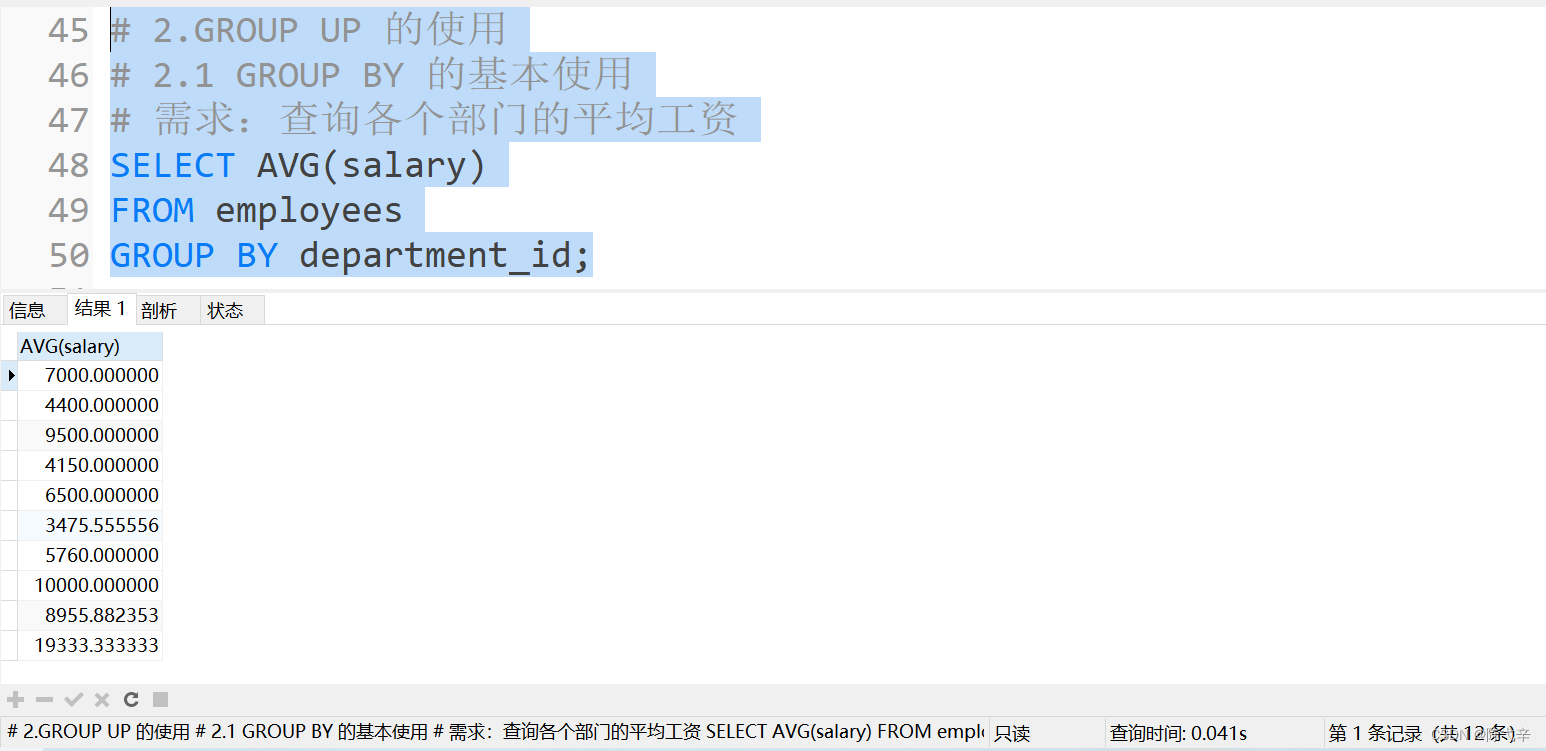 45 # 2.GROUP UP 的使用
46 # 2.1 GROUP BY 的基本使用
47 # 需求：查询各个部门的平均工资
48 SELECT AVG(salary)
49 FROM employees
50 GROUP BY department_id;
信息 结果 1 剖析 状态
AVG(salary)
7000.000000
4400.000000
9500.000000
4150.000000
6500.000000
3475.555556
5760.000000
10000.000000
8955.882353
19333.333333
# 2.GROUP UP 的使用 # 2.1 GROUP BY 的基本使用 # 需求：查询各个部门的平均工资 SELECT AVG(salary) FROM empl 只读 查询时间: 0.041s 第 1 条记录 (共 12 条)